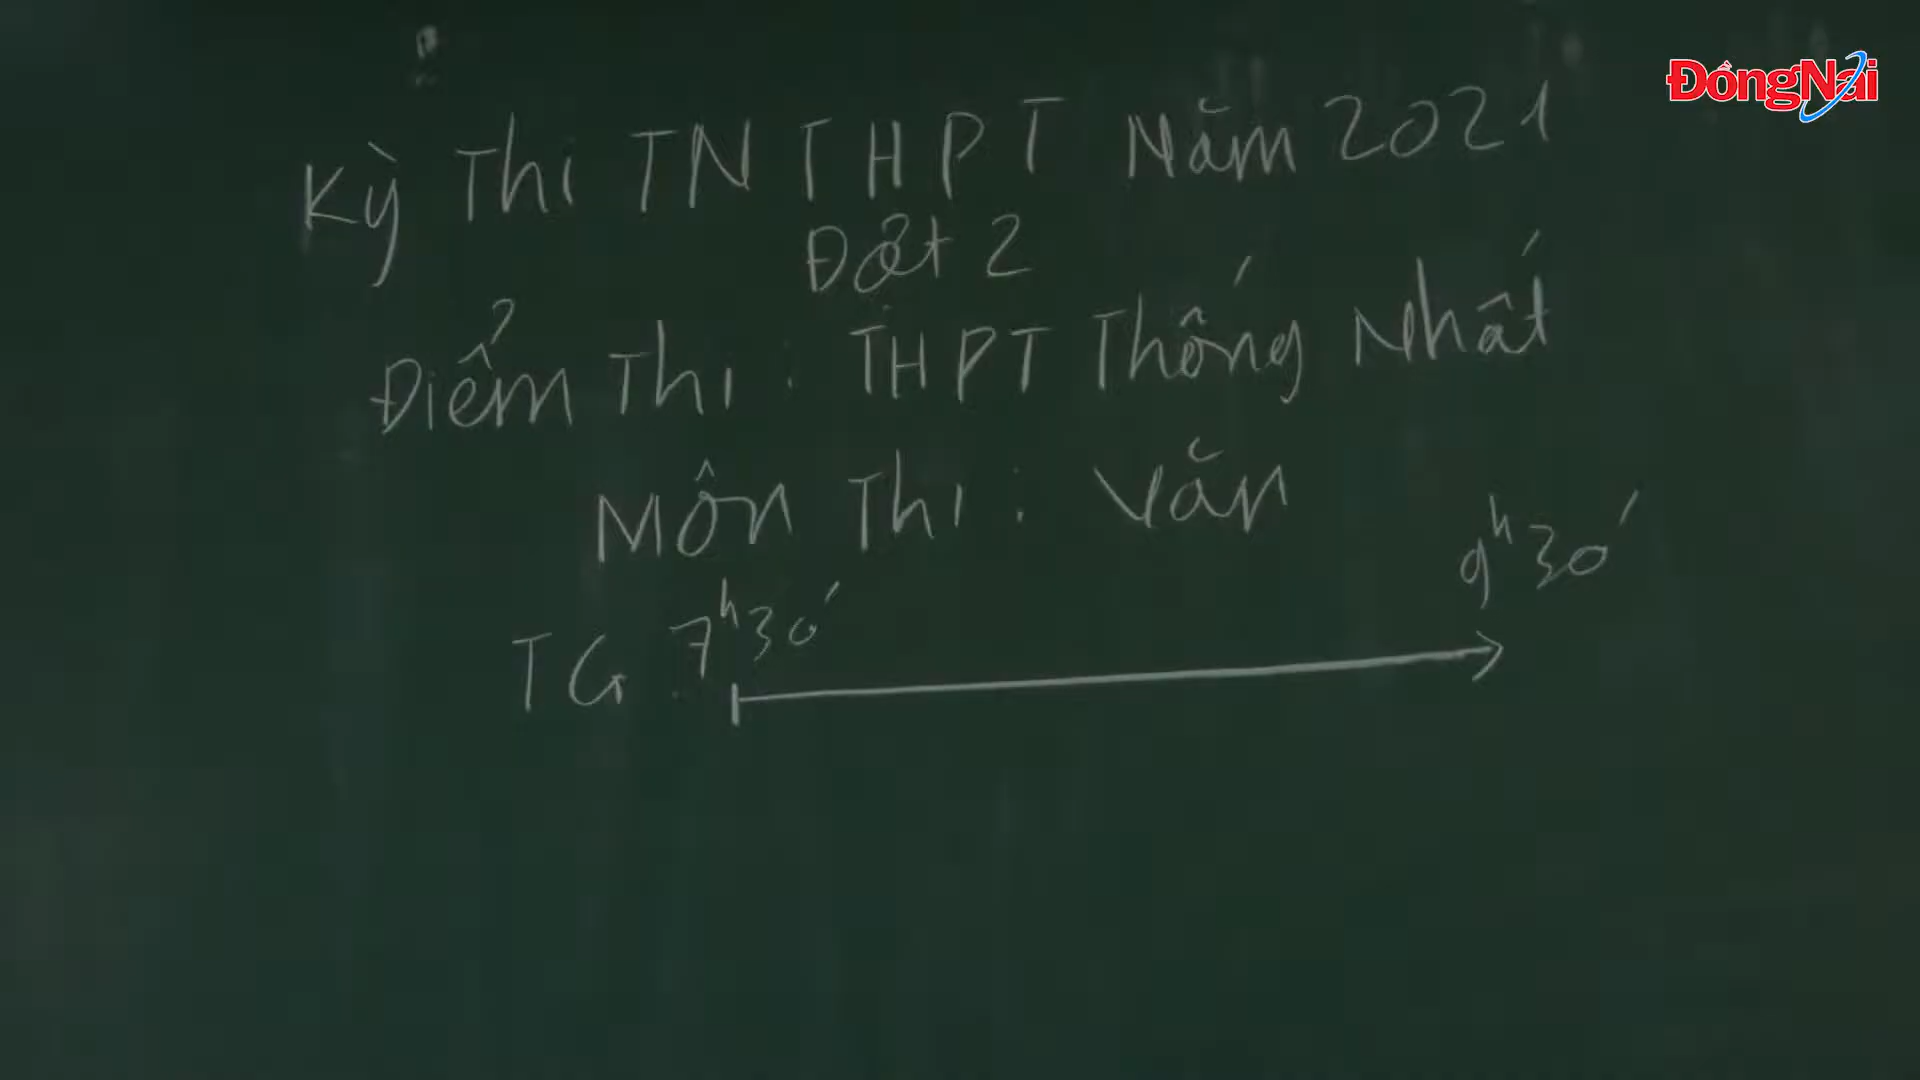 ĐồngNai
Kỳ Thi TN THPT Năm 2021
Đợt 2
Điểm Thi : THPT Thống Nhất
Môn Thi : Văn
9h30'
TG 7h30'